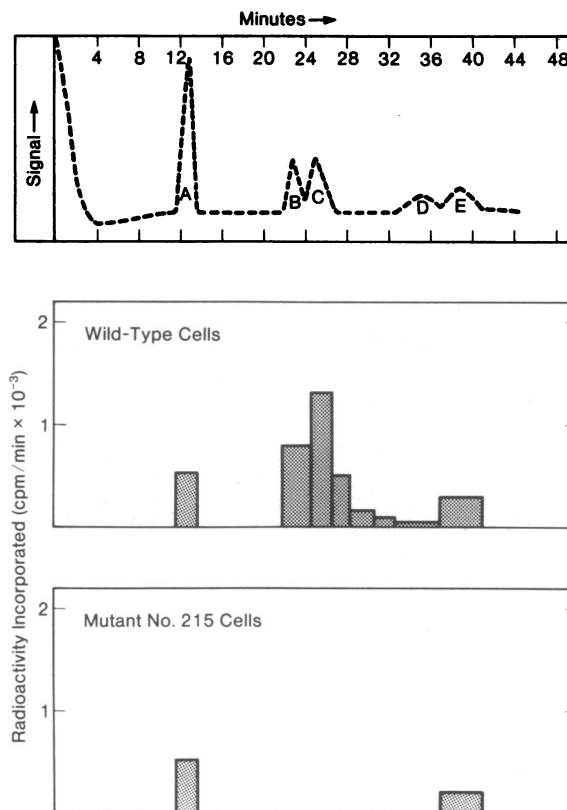 Minutes →
4 8 12 16 20 24 28 32 36 40 44 48
Signal →
A
B
C
D
E
Radioactivity Incorporated (cpm/min × 10⁻³)
2
Wild-Type Cells
1
2
Mutant No. 215 Cells
1